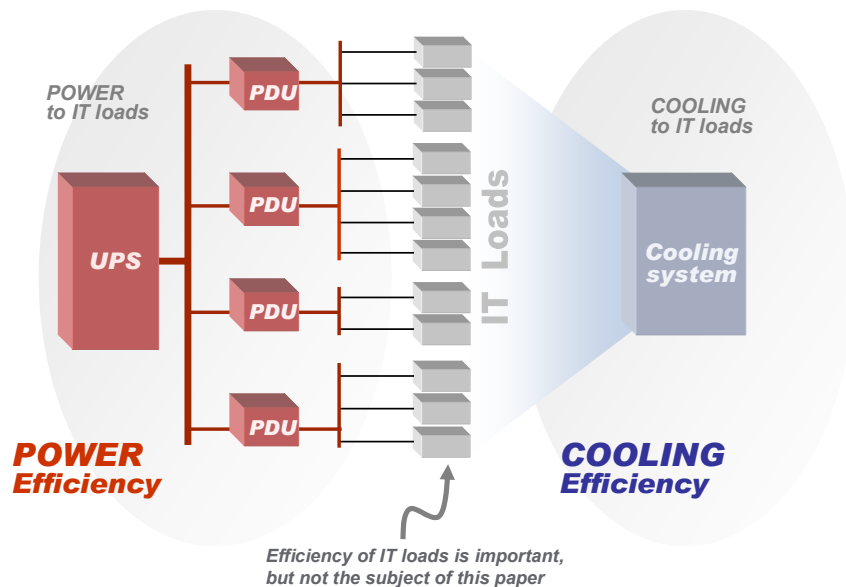 POWER
to IT loads
UPS
PDU
PDU
PDU
PDU
IT Loads
COOLING
to IT loads
Cooling
system
POWER
Efficiency
COOLING
Efficiency
Efficiency of IT loads is important,
but not the subject of this paper